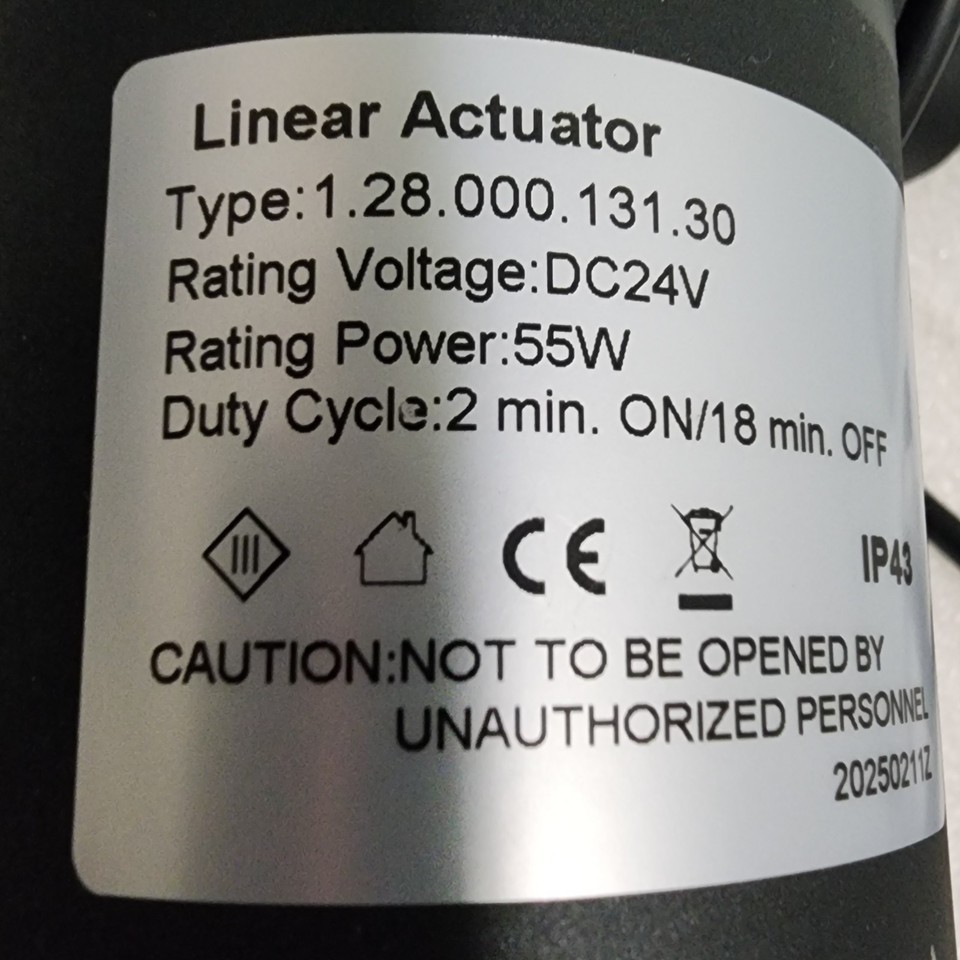 Linear Actuator
Type:1.28.000.131.30
Rating Voltage:DC24V
Rating Power:55W
Duty Cycle:2 min. ON/18 min. OFF
III CE IP43
CAUTION:NOT TO BE OPENED BY
UNAUTHORIZED PERSONNEL
20250211Z